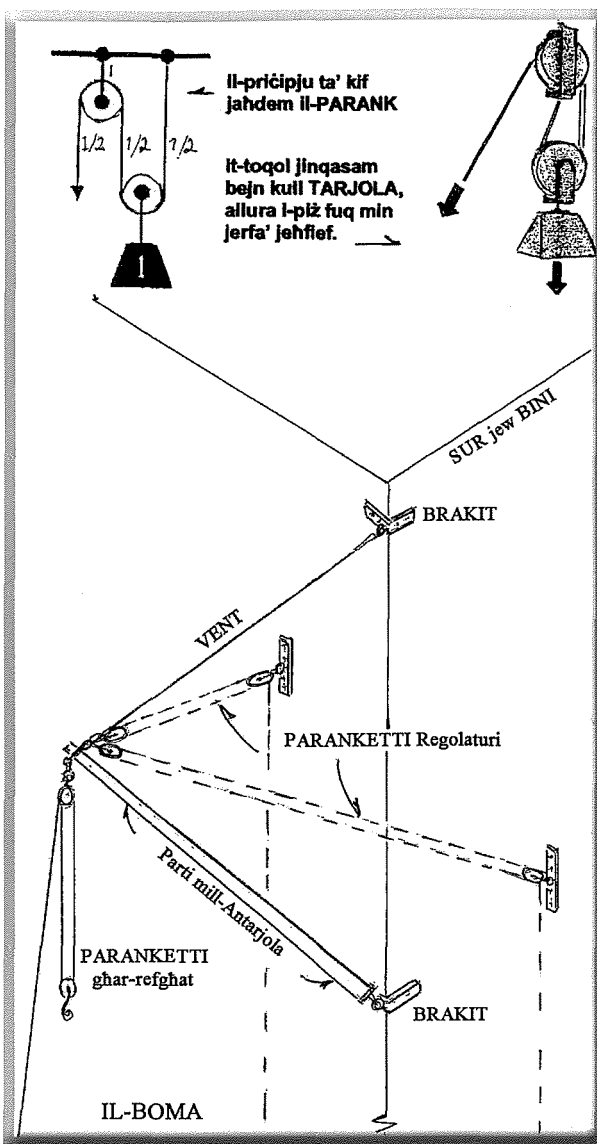 Il-priċipju ta' kif
jaħdem il-PARANK
1
1/2
1/2
1/2
It-toqol jinqasam
bejn kull TARJOLA,
allura l-piż fuq min
jerfa' jeħfief.
1
SUR jew BINI
BRAKIT
VENT
PARANKETTI Regolaturi
Parti mill-Antarjola
PARANKETTI
għar-refgħat
BRAKIT
IL-BOMA